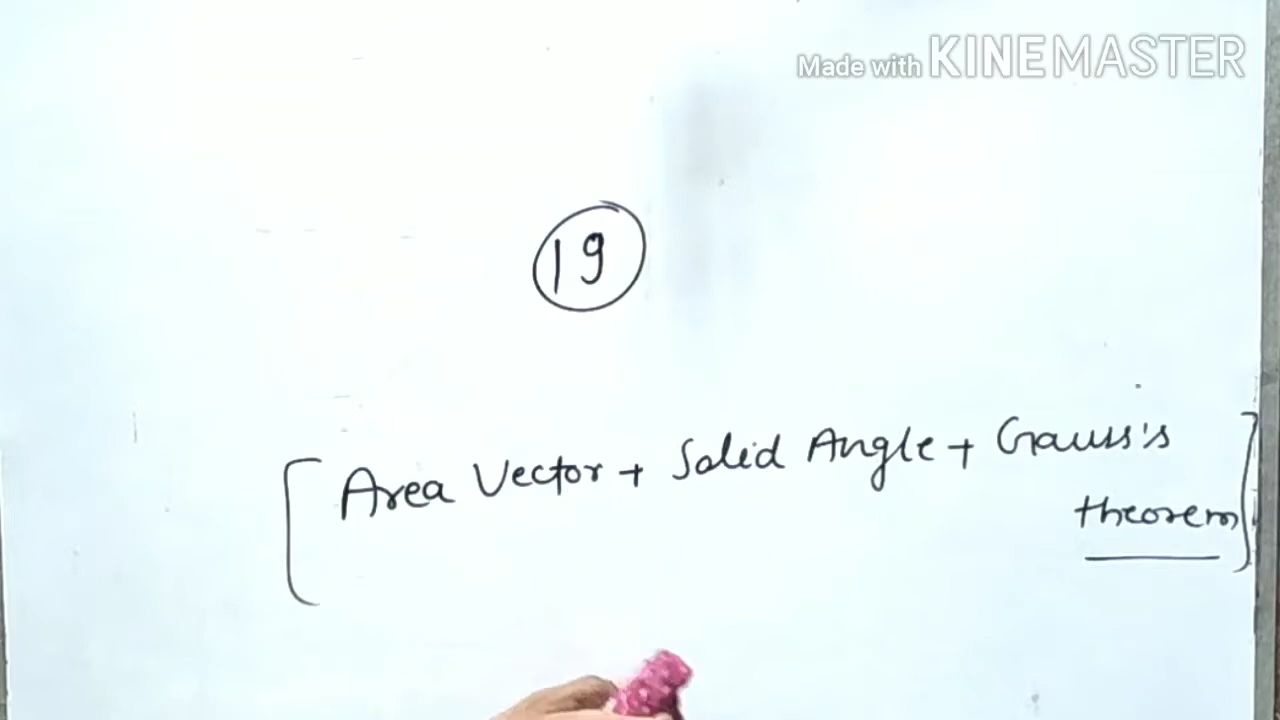 Made with KINEMASTER
19
[ Area Vector + Solid Angle + Gauss's
theorem ]